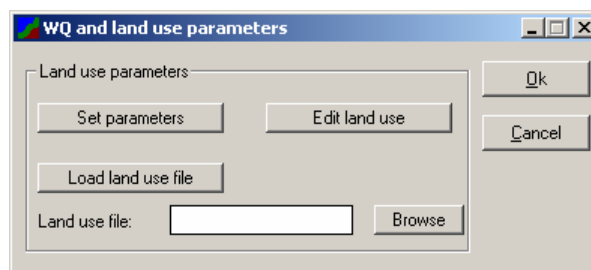 WQ and land use parameters
Land use parameters
Set parameters
Edit land use
Load land use file
Land use file:
Browse
Ok
Cancel